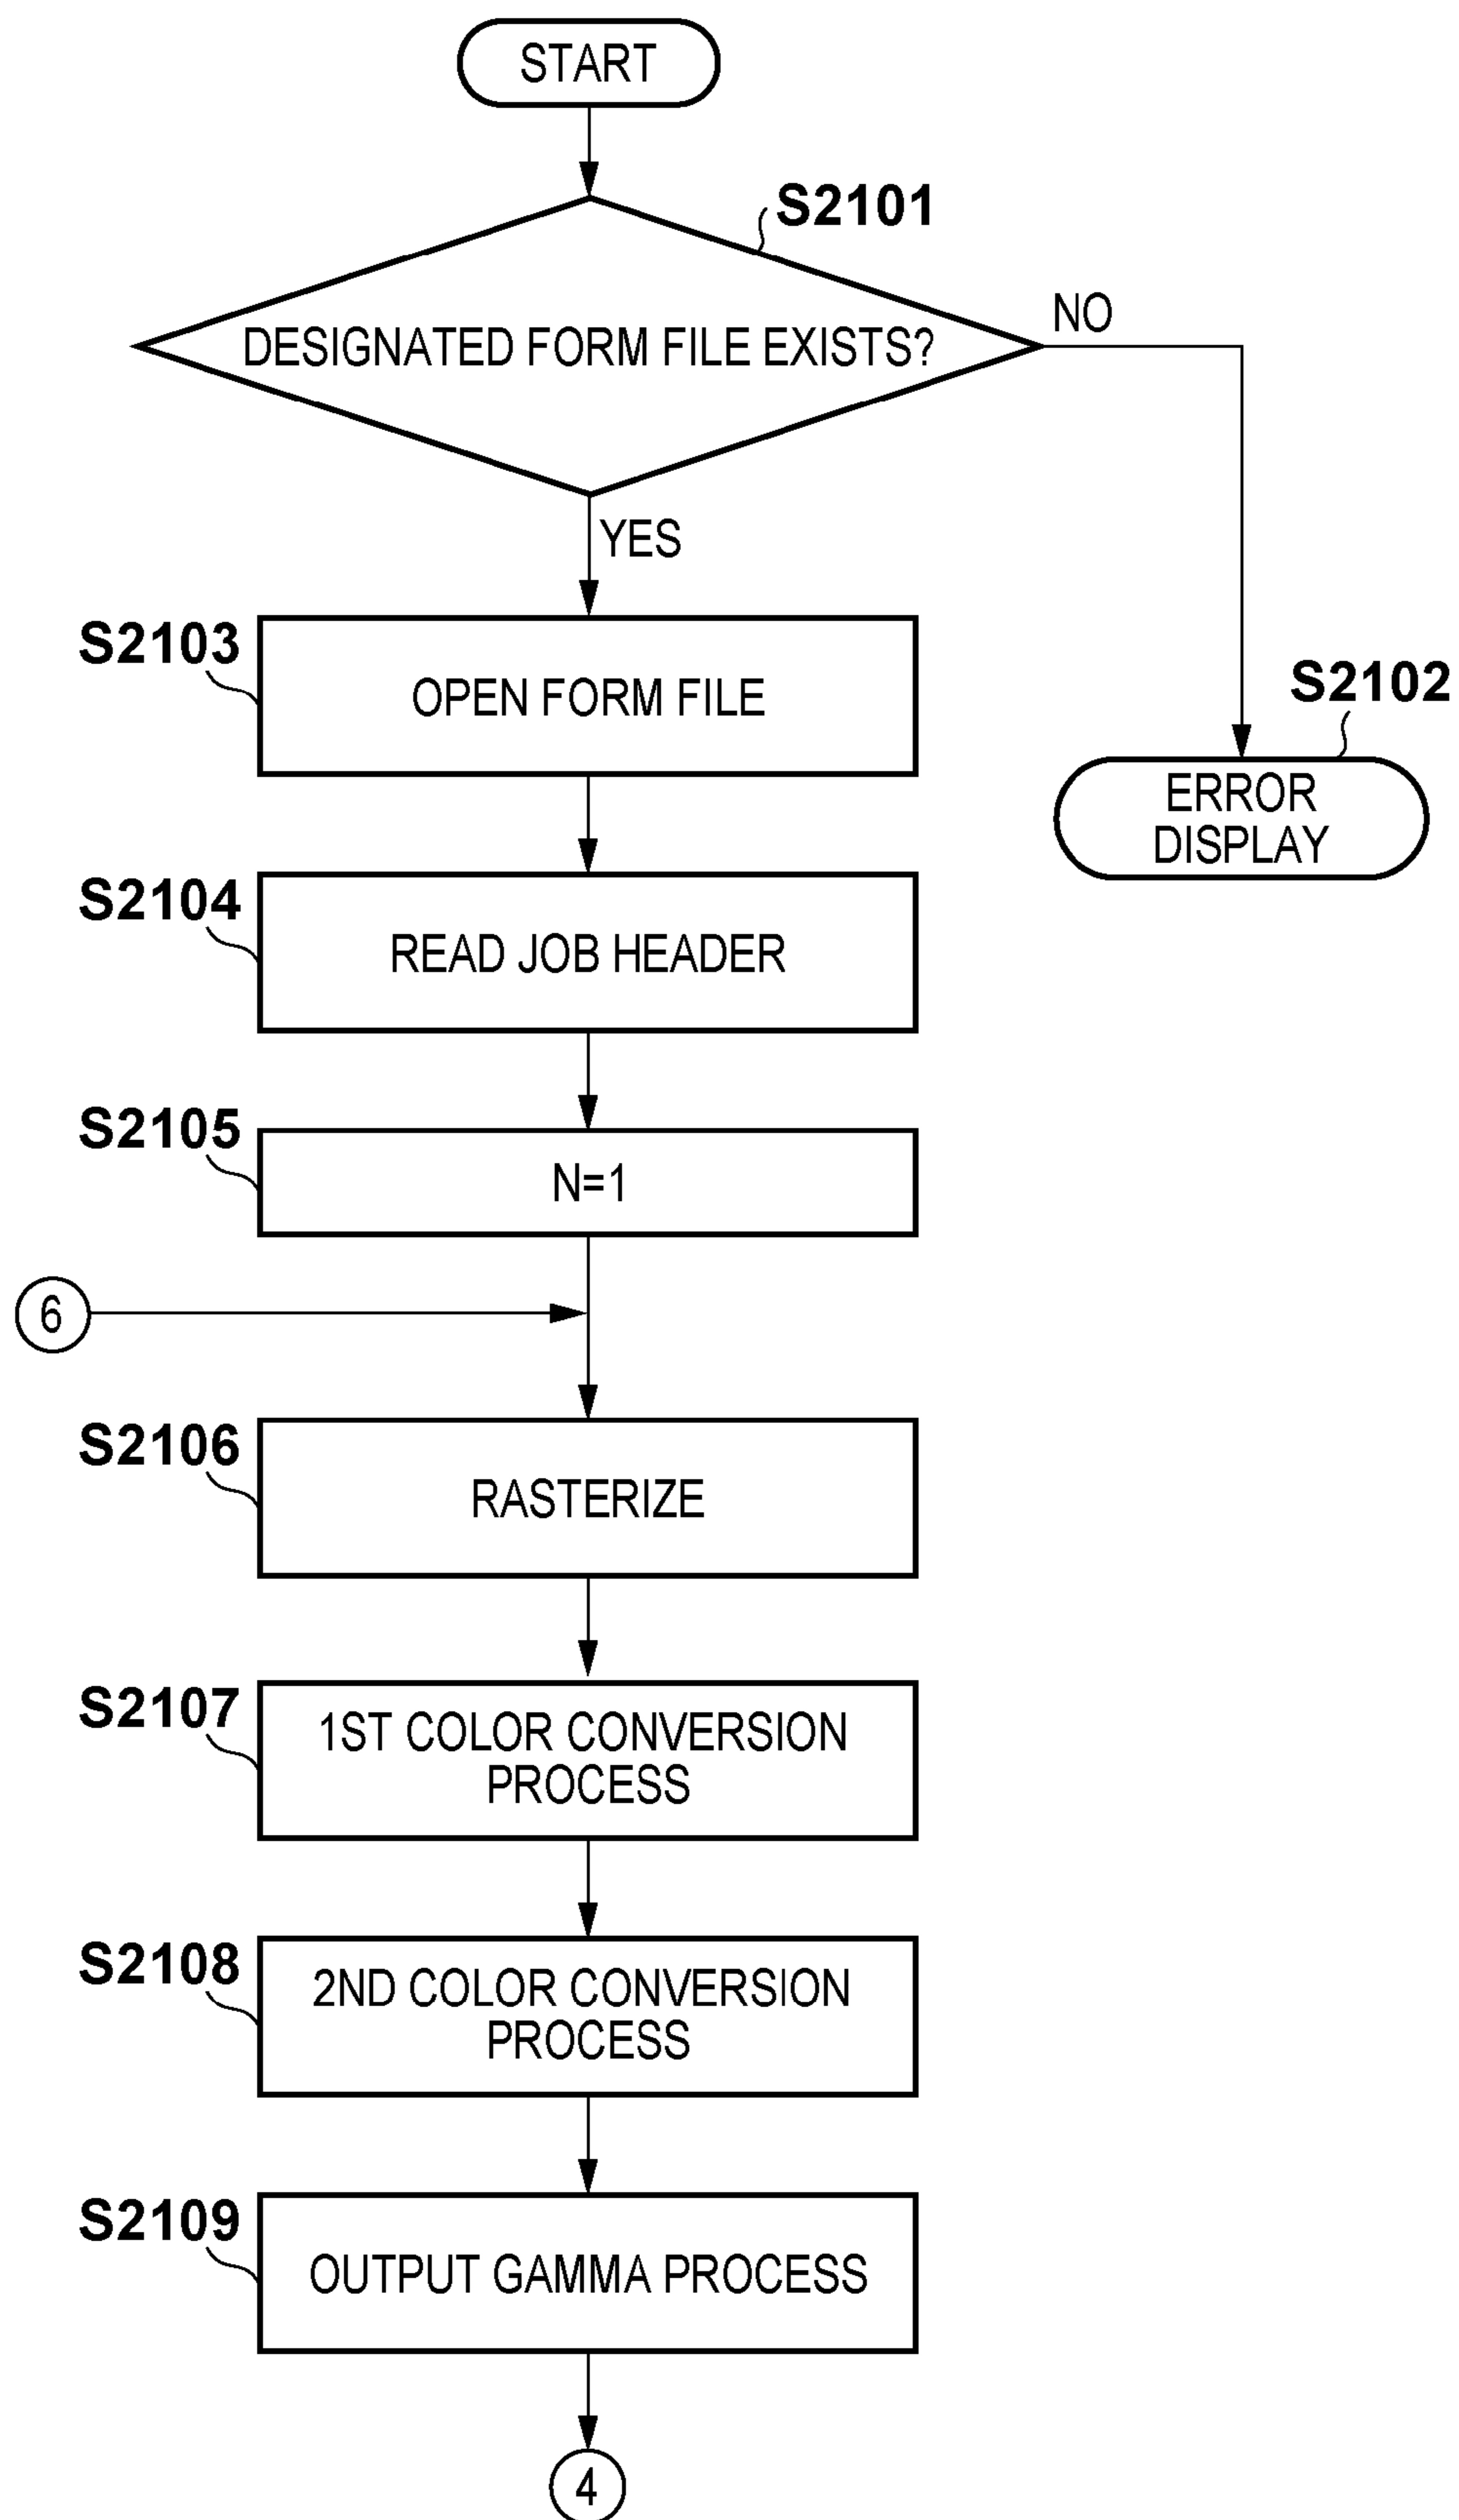 START
S2101
DESIGNATED FORM FILE EXISTS?
NO
YES
S2103
OPEN FORM FILE
S2102
ERROR
DISPLAY
S2104
READ JOB HEADER
S2105
N=1
6
S2106
RASTERIZE
S2107
1ST COLOR CONVERSION
PROCESS
S2108
2ND COLOR CONVERSION
PROCESS
S2109
OUTPUT GAMMA PROCESS
4